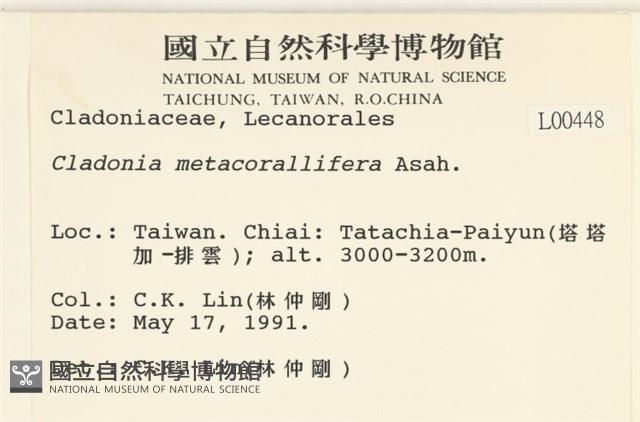 國立自然科學博物館
NATIONAL MUSEUM OF NATURAL SCIENCE
TAICHUNG, TAIWAN, R.O.CHINA
Cladoniaceae, Lecanorales
L00448
Cladonia metacorallifera Asah.
Loc.: Taiwan. Chiai: Tatachia-Paiyun(塔塔
加-排雲); alt. 3000-3200m.
Col.: C.K. Lin(林仲剛)
Date: May 17, 1991.
林仲剛)
國立自然科學博物館
NATIONAL MUSEUM OF NATURAL SCIENCE